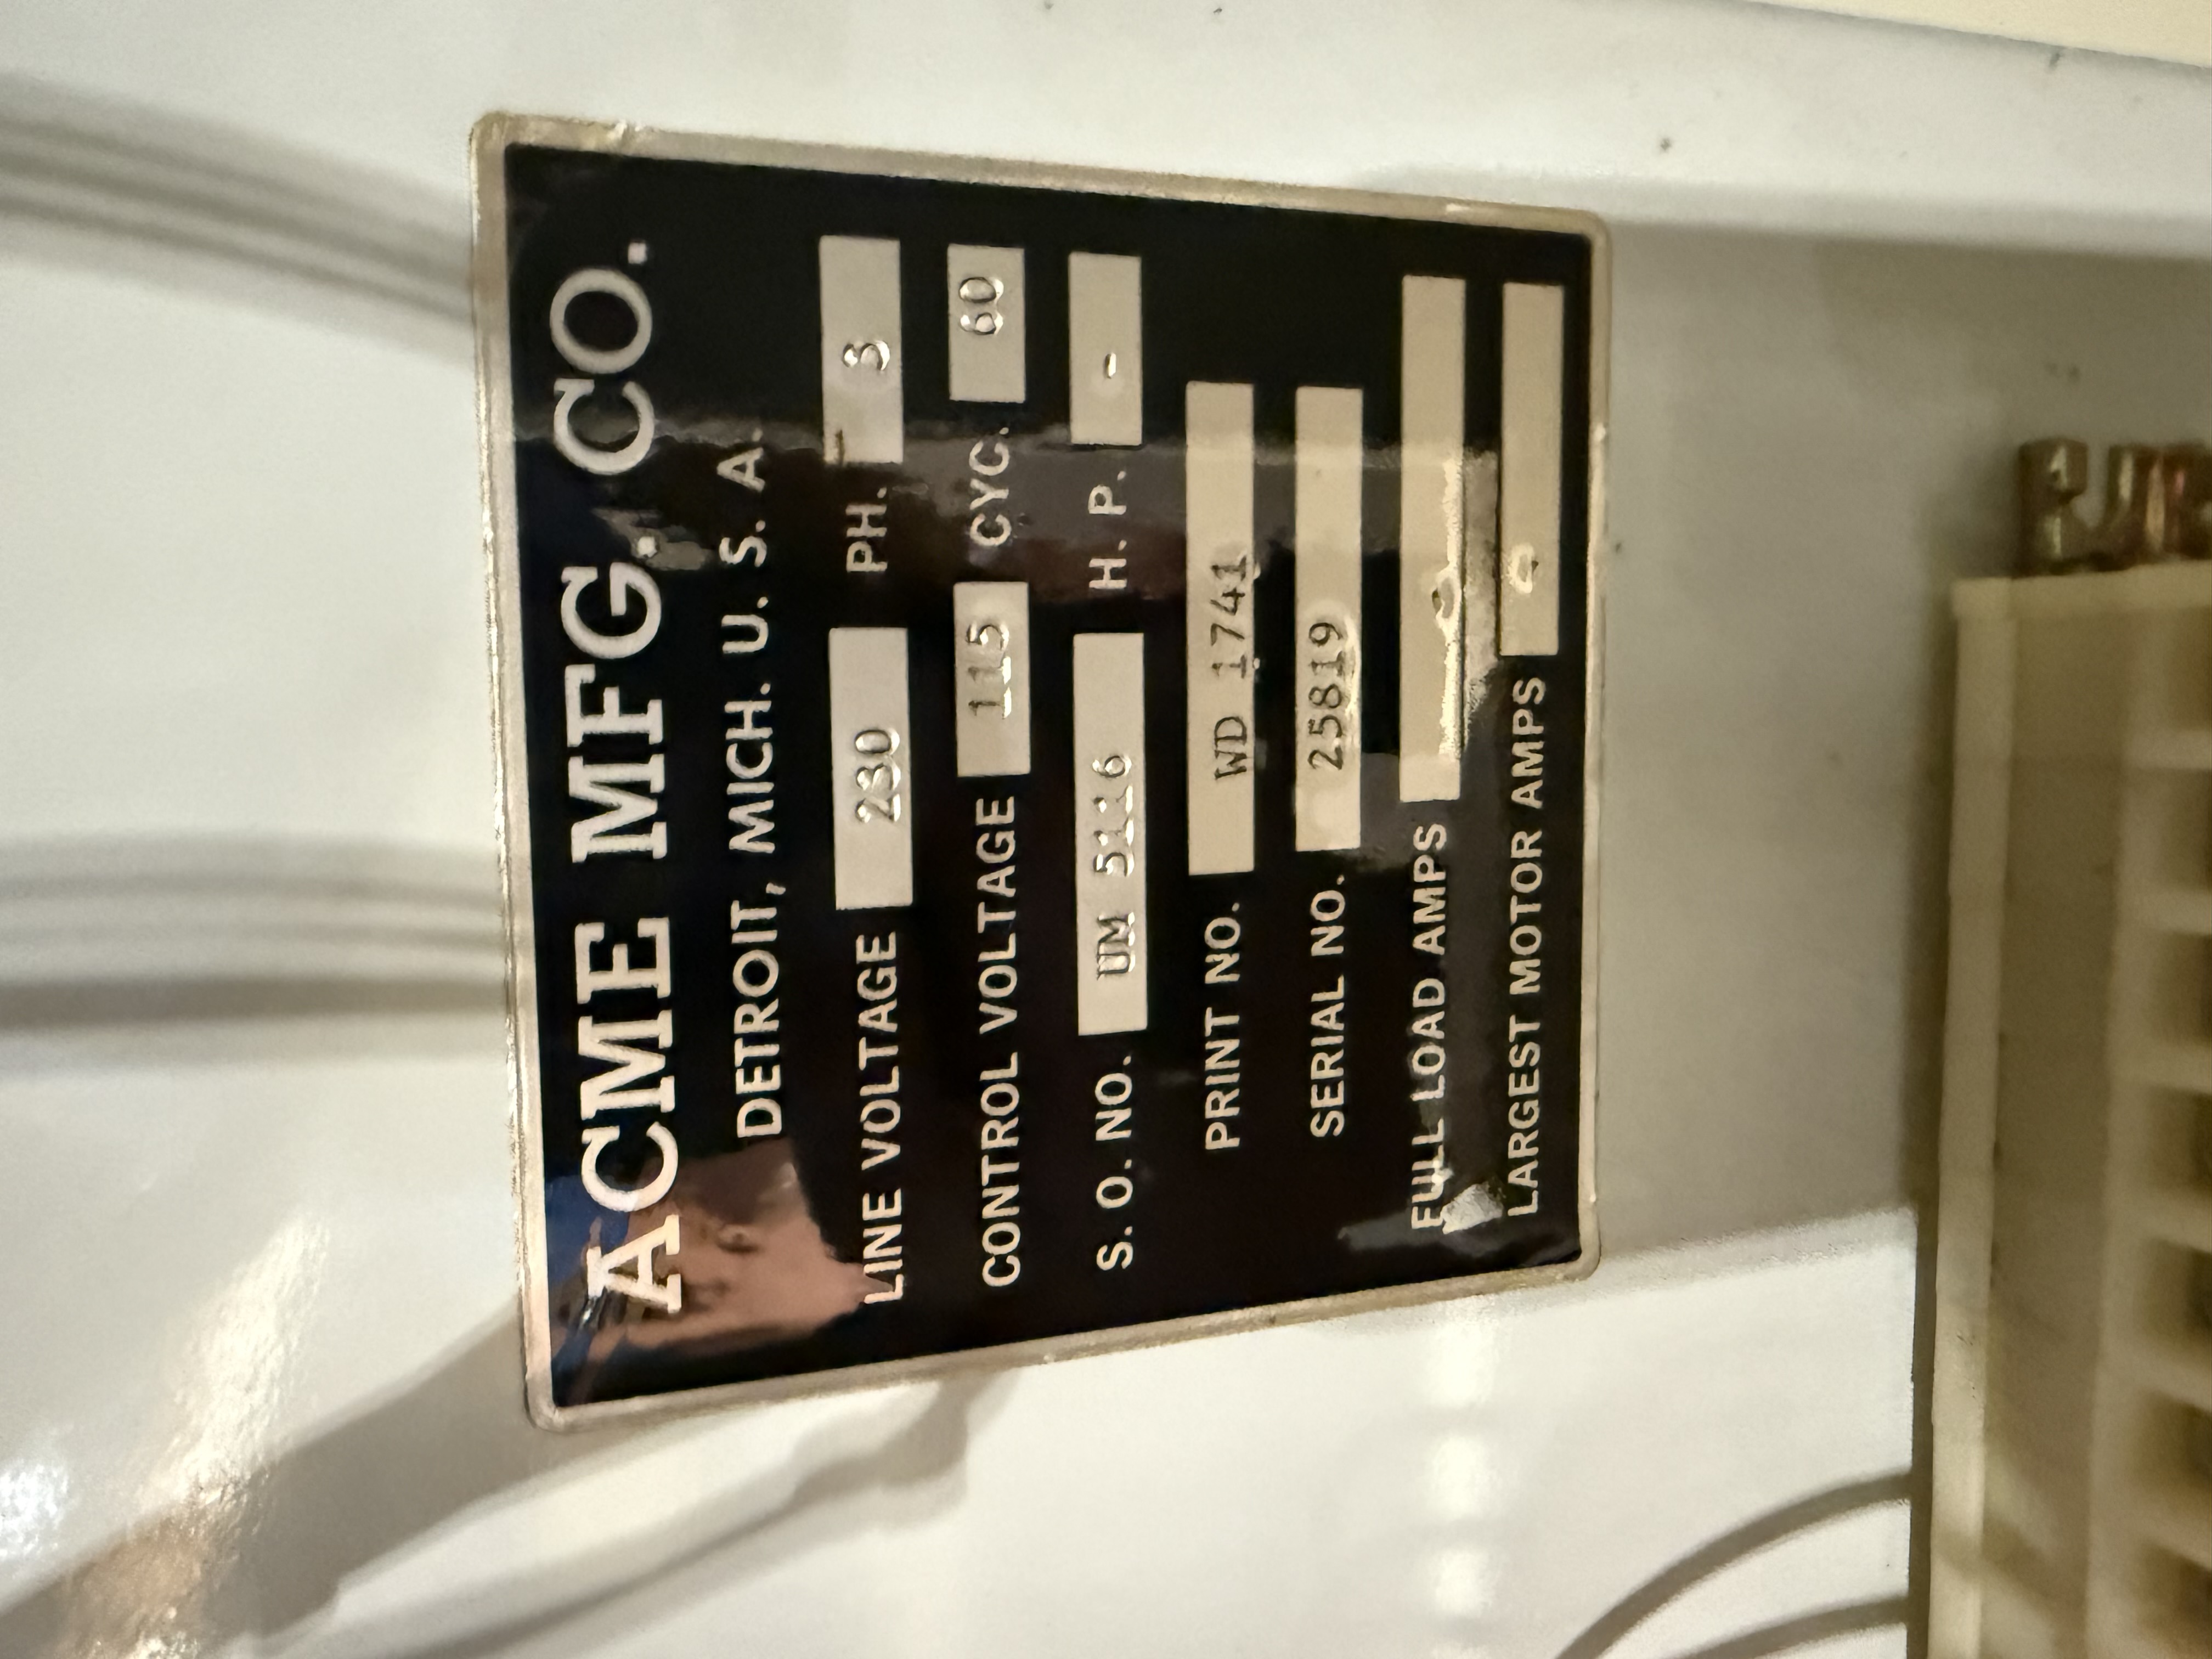 ACME MFG. CO.
DETROIT, MICH. U. S. A.
LINE VOLTAGE 230 PH. 3
CONTROL VOLTAGE 115 CYC. 60
S. O. NO. UM 5116 H. P. -
PRINT NO. WD 1741
SERIAL NO. 25819
FULL LOAD AMPS
LARGEST MOTOR AMPS